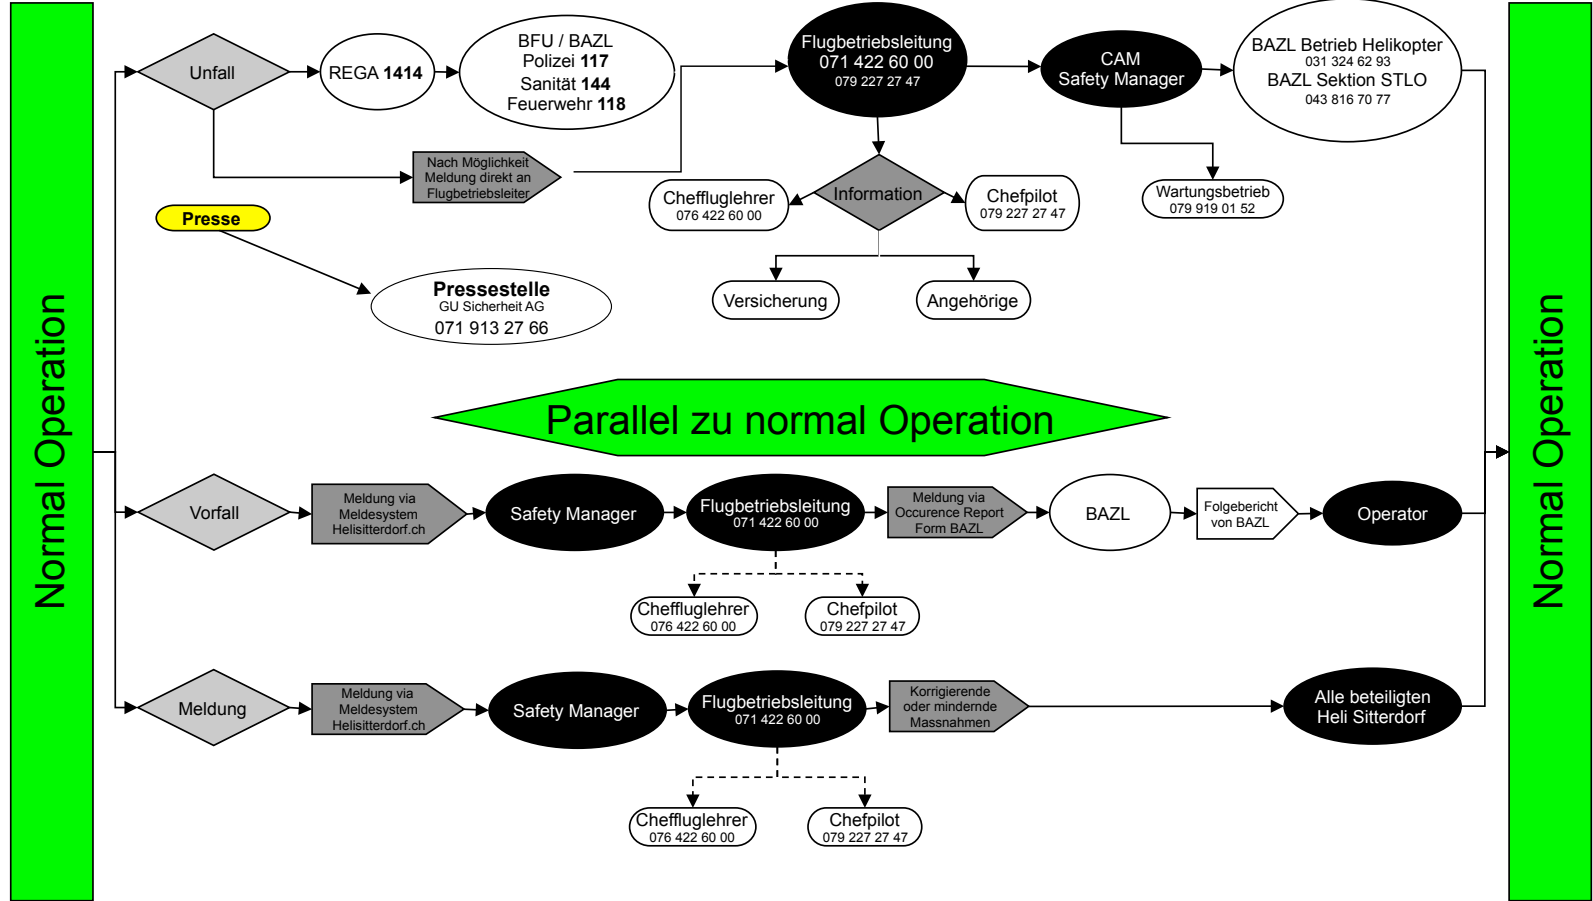 Normal Operation
Unfall
REGA 1414
BFU / BAZL
Polizei 117
Sanität 144
Feuerwehr 118
Nach Möglichkeit
Meldung direkt an
Flugbetriebsleiter
Flugbetriebsleitung
071 422 60 00
079 227 27 47
CAM
Safety Manager
BAZL Betrieb Helikopter
031 324 62 93
BAZL Sektion STLO
043 816 70 77
Wartungsbetrieb
079 919 01 52
Information
Cheffluglehrer
076 422 60 00
Chefpilot
079 227 27 47
Versicherung
Angehörige
Presse
Pressestelle
GU Sicherheit AG
071 913 27 66
Parallel zu normal Operation
Vorfall
Meldung via
Meldesystem
Helisitterdorf.ch
Safety Manager
Flugbetriebsleitung
071 422 60 00
Meldung via
Occurence Report
Form BAZL
BAZL
Folgebericht
von BAZL
Operator
Cheffluglehrer
076 422 60 00
Chefpilot
079 227 27 47
Meldung
Meldung via
Meldesystem
Helisitterdorf.ch
Safety Manager
Flugbetriebsleitung
071 422 60 00
Korrigierende
oder mindernde
Massnahmen
Alle beteiligten
Heli Sitterdorf
Cheffluglehrer
076 422 60 00
Chefpilot
079 227 27 47
Normal Operation